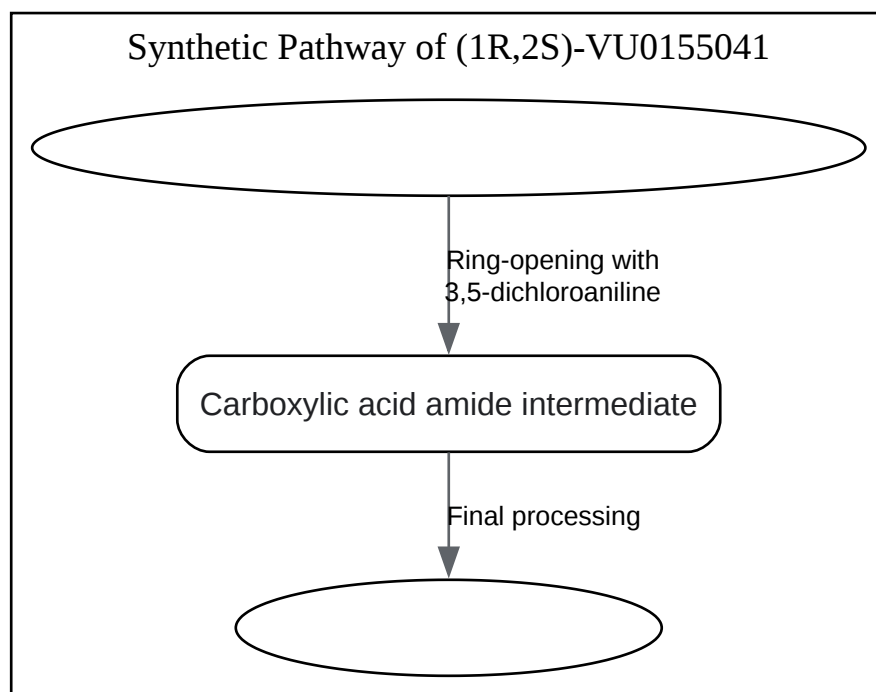 Synthetic Pathway of (1R,2S)-VU0155041
Ring-opening with
3,5-dichloroaniline
Carboxylic acid amide intermediate
Final processing